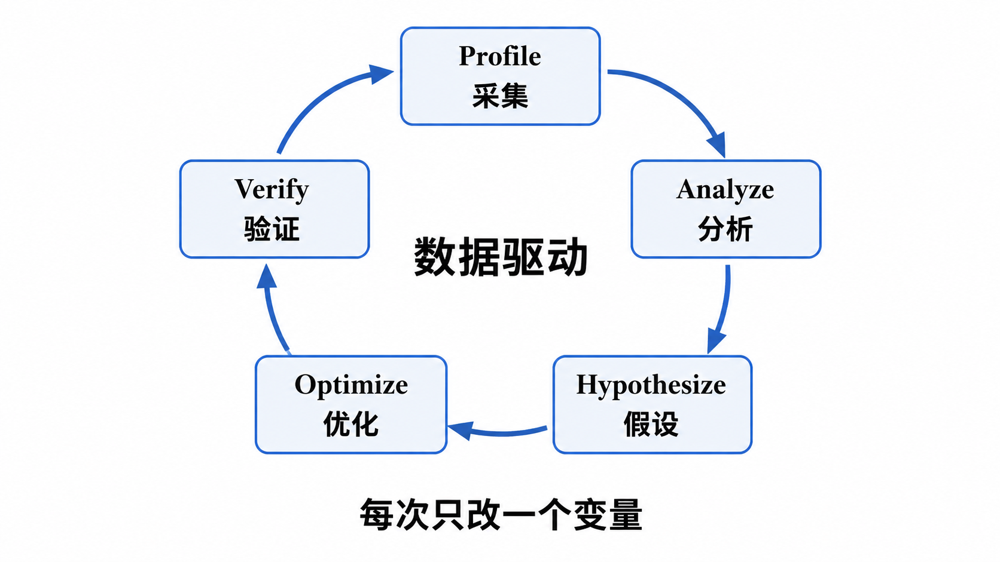 Profile
采集
Verify
验证
Analyze
分析
数据驱动
Optimize
优化
Hypothesize
假设
每次只改一个变量